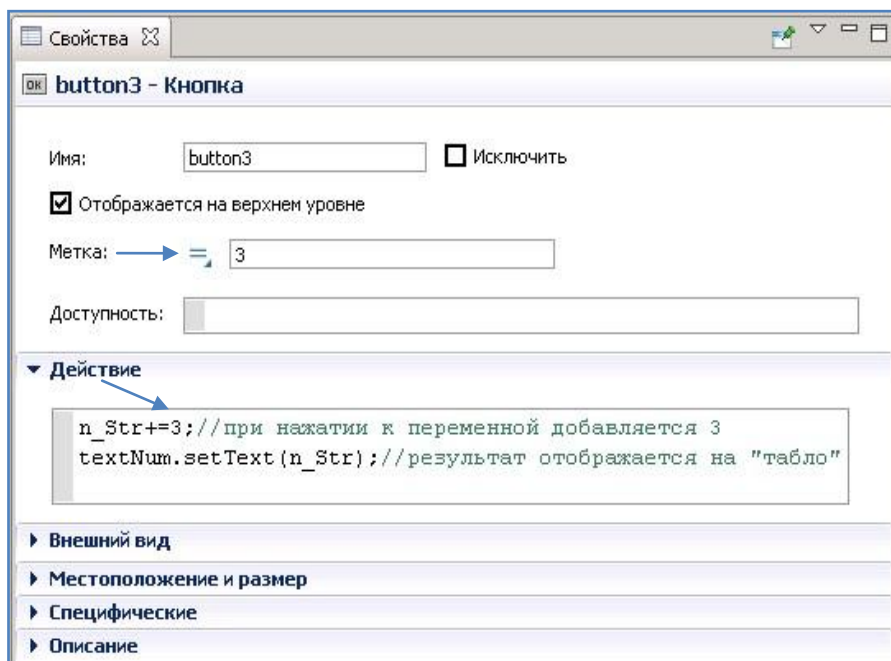 Свойства
OK button3 - Кнопка
Имя: button3 Исключить
Отображается на верхнем уровне
Метка: = 3
Доступность:
Действие
n_Str+=3;//при нажатии к переменной добавляется 3
textNum.setText(n_Str);//результат отображается на "табло"
Внешний вид
Местоположение и размер
Специфические
Описание